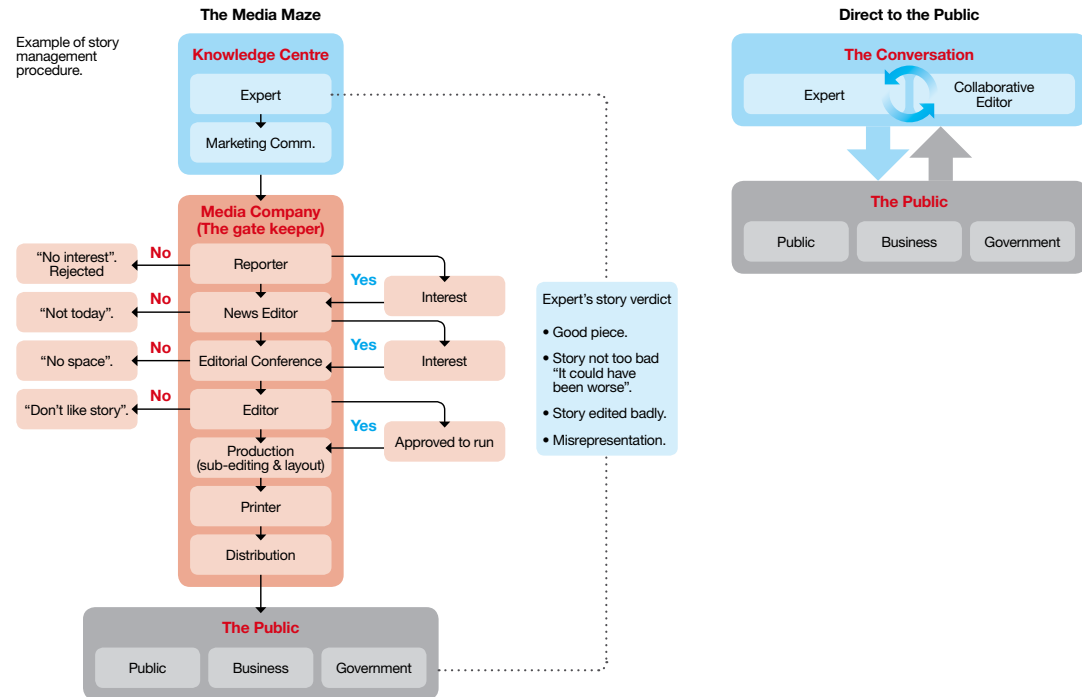 The Media Maze
Example of story
management
procedure.
Knowledge Centre
Expert
Marketing Comm.
Media Company
(The gate keeper)
“No interest”.
Rejected
No
Reporter
Yes
Interest
“Not today”.
No
News Editor
“No space”.
No
Editorial Conference
Yes
Interest
“Don’t like story”.
No
Editor
Yes
Approved to run
Production
(sub-editing & layout)
Printer
Distribution
The Public
Public
Business
Government
Expert’s story verdict
• Good piece.
• Story not too bad
“It could have
been worse”.
• Story edited badly.
• Misrepresentation.
Direct to the Public
The Conversation
Expert
Collaborative
Editor
The Public
Public
Business
Government